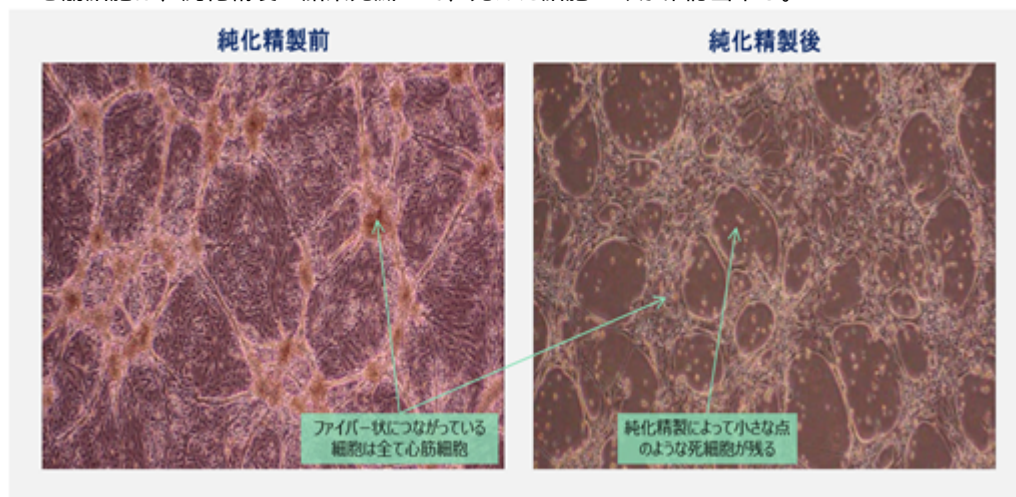 純化精製前
純化精製後
ファイバー状につながっている
細胞は全て心筋細胞
純化精製によって小さな点
のような死細胞が残る